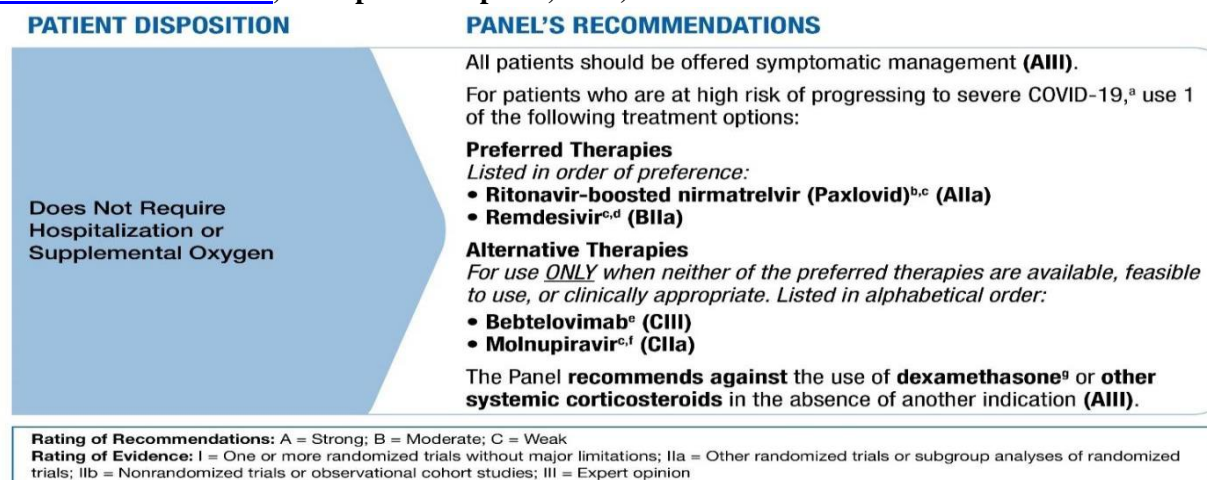 PATIENT DISPOSITION
PANEL'S RECOMMENDATIONS
Does Not Require
Hospitalization or
Supplemental Oxygen
All patients should be offered symptomatic management (AIII).
For patients who are at high risk of progressing to severe COVID-19,ᵃ use 1
of the following treatment options:
Preferred Therapies
Listed in order of preference:
• Ritonavir-boosted nirmatrelvir (Paxlovid)ᵇ,ᶜ (AIIa)
• Remdesivirᶜ,ᵈ (BIIa)
Alternative Therapies
For use ONLY when neither of the preferred therapies are available, feasible
to use, or clinically appropriate. Listed in alphabetical order:
• Bebtelovimabᵉ (CIII)
• Molnupiravirᶜ,ᶠ (CIIa)
The Panel recommends against the use of dexamethasoneᵍ or other
systemic corticosteroids in the absence of another indication (AIII).
Rating of Recommendations: A = Strong; B = Moderate; C = Weak
Rating of Evidence: I = One or more randomized trials without major limitations; IIa = Other randomized trials or subgroup analyses of randomized
trials; IIb = Nonrandomized trials or observational cohort studies; III = Expert opinion